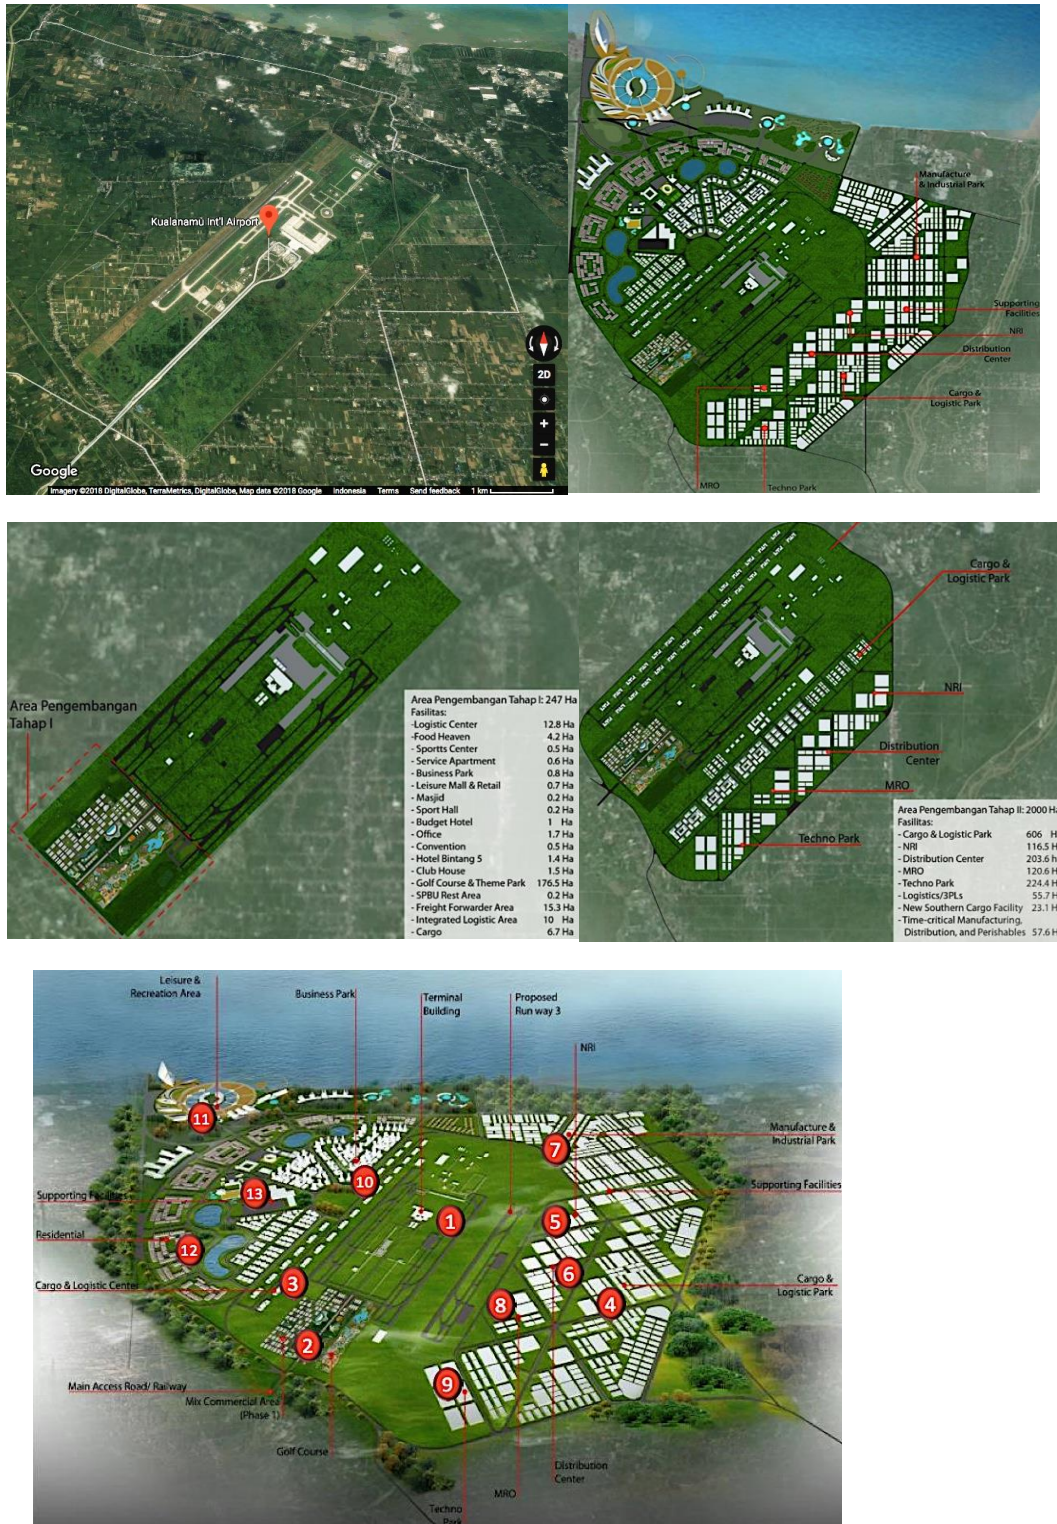 Kualanamu Int'l Airport
2D
Google
Imagery ©2018 DigitalGlobe, TerraMetrics, DigitalGlobe, Map data ©2018 Google Indonesia Terms Send feedback 1 km
Manufacture
& Industrial Park
Supporting
Facilities
NRI
Distribution
Center
Cargo &
Logistic Park
MRO
Techno Park
Area Pengembangan
Tahap I
Area Pengembangan Tahap I: 247 Ha
Fasilitas:
-Logistic Center 12.8 Ha
-Food Heaven 4.2 Ha
- Sportts Center 0.5 Ha
- Service Apartment 0.6 Ha
- Business Park 0.8 Ha
- Leisure Mall & Retail 0.7 Ha
- Masjid 0.2 Ha
- Sport Hall 0.2 Ha
- Budget Hotel 1 Ha
- Office 1.7 Ha
- Convention 0.5 Ha
- Hotel Bintang 5 1.4 Ha
- Club House 1.5 Ha
- Golf Course & Theme Park 176.5 Ha
- SPBU Rest Area 0.2 Ha
- Freight Forwarder Area 15.3 Ha
- Integrated Logistic Area 10 Ha
- Cargo 6.7 Ha
Cargo &
Logistic Park
NRI
Distribution
Center
MRO
Techno Park
Area Pengembangan Tahap II: 2000 Ha
Fasilitas:
- Cargo & Logistic Park 606 H
- NRI 116.5 H
- Distribution Center 203.6 h
- MRO 120.6 H
-Techno Park 224.4 H
- Logistics/3PLs 55.7 H
- New Southern Cargo Facility 23.1 H
- Time-critical Manufacturing,
Distribution, and Perishables 57.6 H
Leisure &
Recreation Area
Business Park
Terminal
Building
Proposed
Run way 3
NRI
11
7
Manufacture &
Industrial Park
10
Supporting Facilities
Supporting Facilities
13
1
5
Residential
12
6
Cargo & Logistic Center
3
Cargo &
Logistic Park
8
4
2
9
Main Access Road/ Railway
Mix Commercial Area
(Phase 1)
Golf Course
Distribution
Center
MRO
Techno
Park